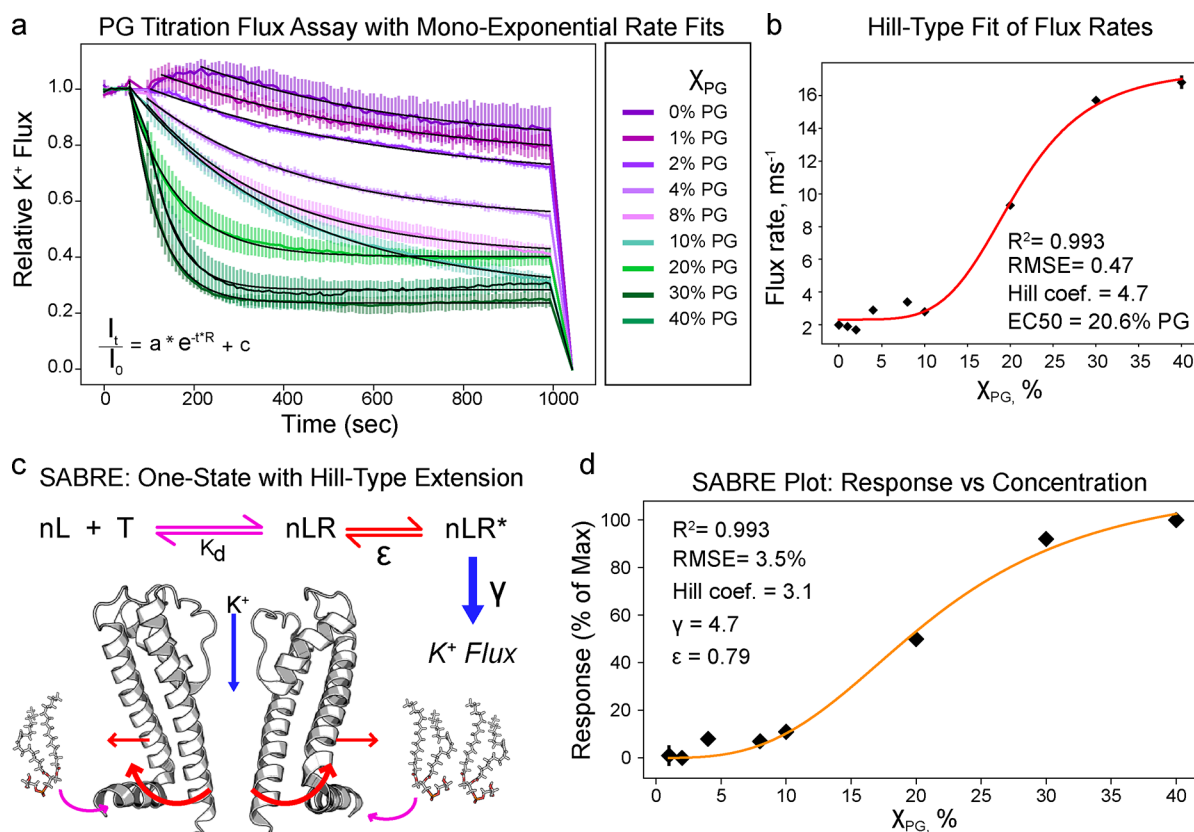 a
PG Titration Flux Assay with Mono-Exponential Rate Fits
Relative K⁺ Flux
1.0
0.8
0.6
0.4
0.2
0.0
I_t / I_0 = a * e^-t*R + c
0
200
400
600
800
1000
Time (sec)
χ_PG
0% PG
1% PG
2% PG
4% PG
8% PG
10% PG
20% PG
30% PG
40% PG
b
Hill-Type Fit of Flux Rates
Flux rate, ms⁻¹
16
14
12
10
8
6
4
2
R²= 0.993
RMSE= 0.47
Hill coef. = 4.7
EC50 = 20.6% PG
0
5
10
15
20
25
30
35
40
χ_PG, %
c
SABRE: One-State with Hill-Type Extension
nL + T
K_d
nLR
ε
nLR*
γ
K⁺ Flux
K⁺
d
SABRE Plot: Response vs Concentration
Response (% of Max)
100
80
60
40
20
0
R²= 0.993
RMSE= 3.5%
Hill coef. = 3.1
γ = 4.7
ε = 0.79
0
5
10
15
20
25
30
35
40
χ_PG, %